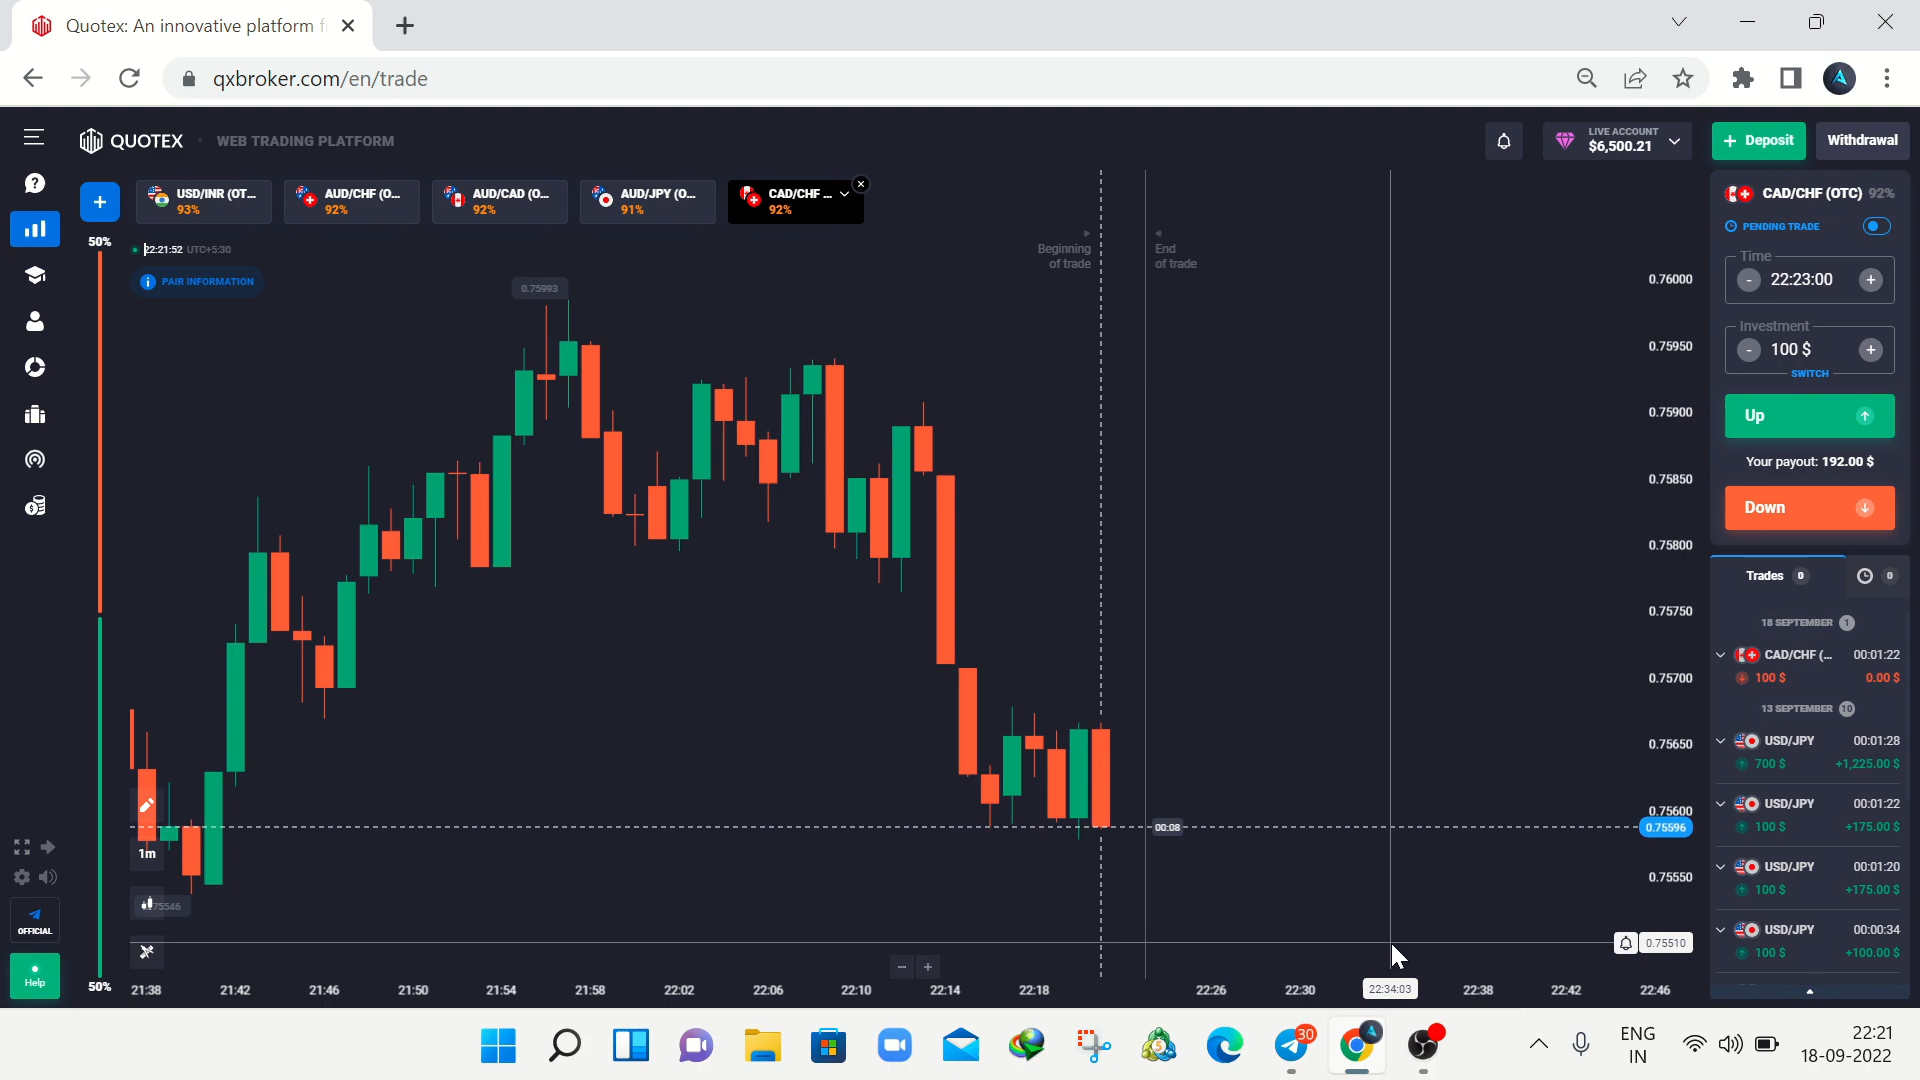 Quotex: An innovative platform f
qxbroker.com/en/trade
QUOTEX
WEB TRADING PLATFORM
LIVE ACCOUNT
$6,500.21
+ Deposit
Withdrawal
+
USD/INR (OT...
93%
AUD/CHF (O...
92%
AUD/CAD (O...
92%
AUD/JPY (O...
91%
CAD/CHF ...
92%
50%
22:21:52 UTC+5:30
PAIR INFORMATION
Beginning
of trade
End
of trade
0.75993
0.76000
0.75950
0.75900
0.75850
0.75800
0.75750
0.75700
0.75650
0.75600
0.75596
0.75550
0.75510
00:08
1m
75546
50%
21:38
21:42
21:46
21:50
21:54
21:58
22:02
22:06
22:10
22:14
22:18
22:26
22:30
22:34:03
22:38
22:42
22:46
OFFICIAL
Help
CAD/CHF (OTC) 92%
PENDING TRADE
Time
- 22:23:00 +
Investment
- 100 $ +
SWITCH
Up
Your payout: 192.00 $
Down
Trades 0
0
18 SEPTEMBER 1
CAD/CHF (... 00:01:22
100 $ 0.00 $
13 SEPTEMBER 10
USD/JPY 00:01:28
700 $ +1,225.00 $
USD/JPY 00:01:22
100 $ +175.00 $
USD/JPY 00:01:20
100 $ +175.00 $
USD/JPY 00:00:34
100 $ +100.00 $
30
ENG
IN
22:21
18-09-2022